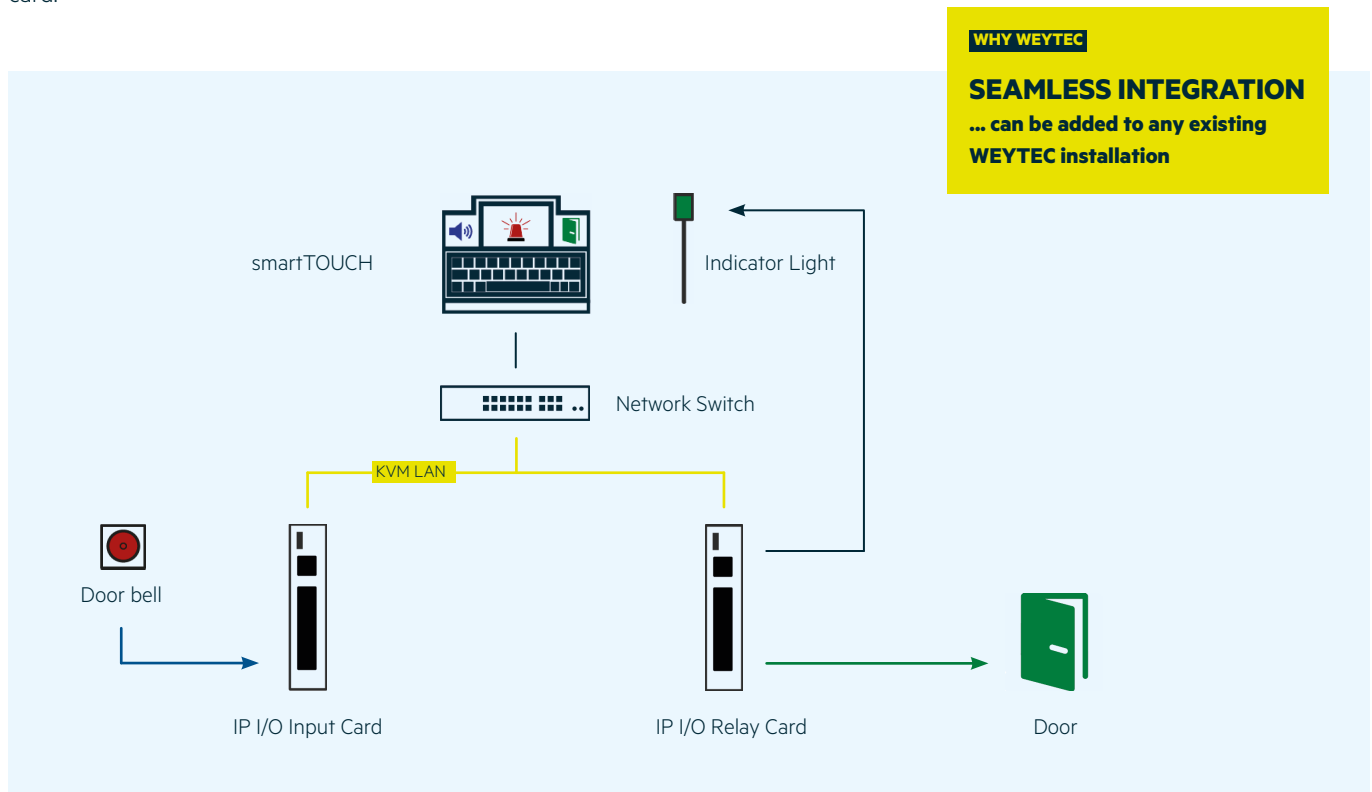 WHY WEYTEC
SEAMLESS INTEGRATION
... can be added to any existing
WEYTEC installation
smartTOUCH
Indicator Light
Network Switch
KVM LAN
Door bell
IP I/O Input Card
IP I/O Relay Card
Door